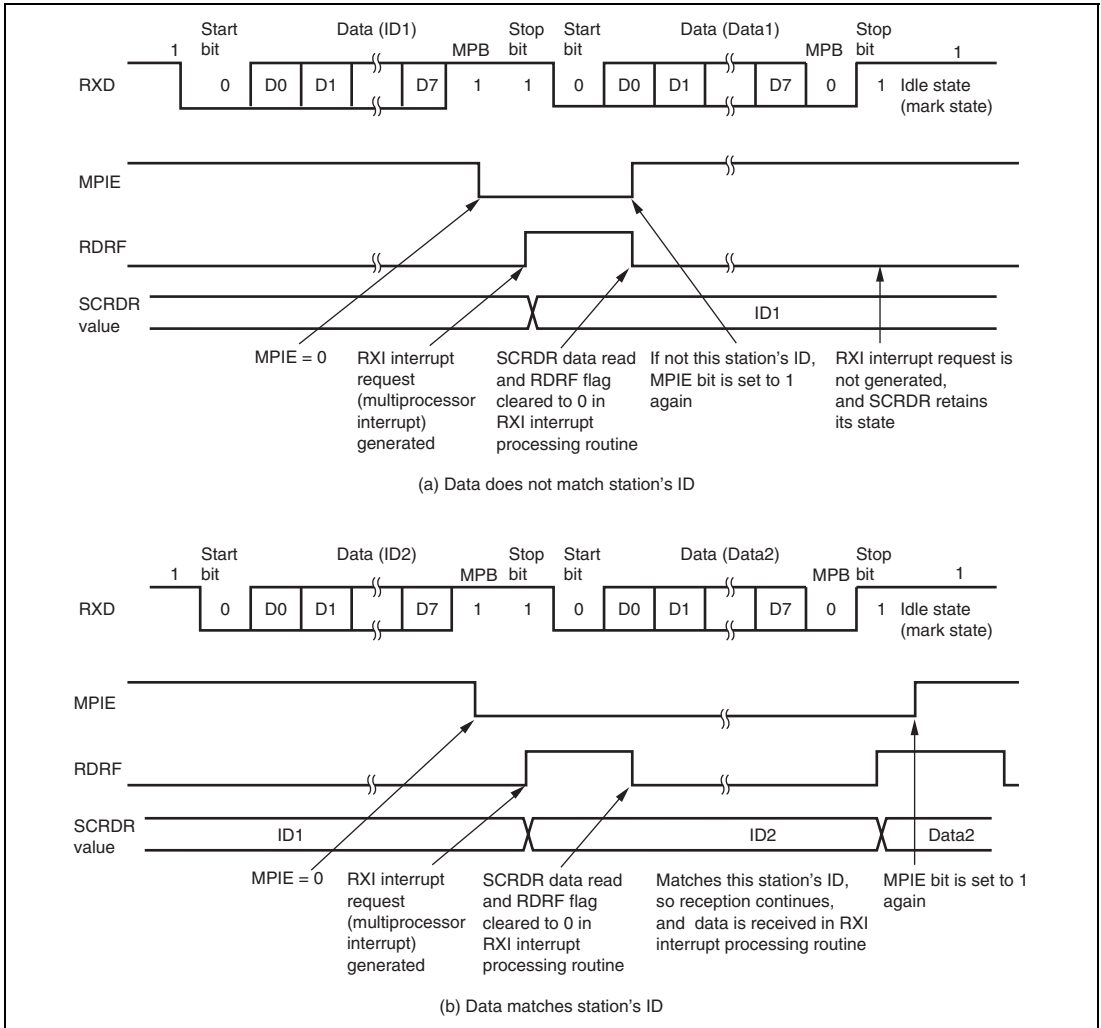 Start Data (ID1) Stop Start Data (Data1) Stop
1 bit MPB bit bit MPB bit 1
RXD 0 D0 D1 D7 1 1 0 D0 D1 D7 0 1 Idle state
(mark state)
MPIE
RDRF
SCRDR
value
ID1
MPIE = 0
RXI interrupt
request
(multiprocessor
interrupt)
generated
SCRDR data read
and RDRF flag
cleared to 0 in
RXI interrupt
processing routine
If not this station's ID,
MPIE bit is set to 1
again
RXI interrupt request is
not generated,
and SCRDR retains
its state
(a) Data does not match station's ID
Start Data (ID2) Stop Start Data (Data2) Stop
1 bit MPB bit bit MPB bit 1
RXD 0 D0 D1 D7 1 1 0 D0 D1 D7 0 1 Idle state
(mark state)
MPIE
RDRF
SCRDR
value
ID1 ID2 Data2
MPIE = 0
RXI interrupt
request
(multiprocessor
interrupt)
generated
SCRDR data read
and RDRF flag
cleared to 0 in
RXI interrupt
processing routine
Matches this station's ID,
so reception continues,
and data is received in RXI
interrupt processing routine
MPIE bit is set to 1
again
(b) Data matches station's ID